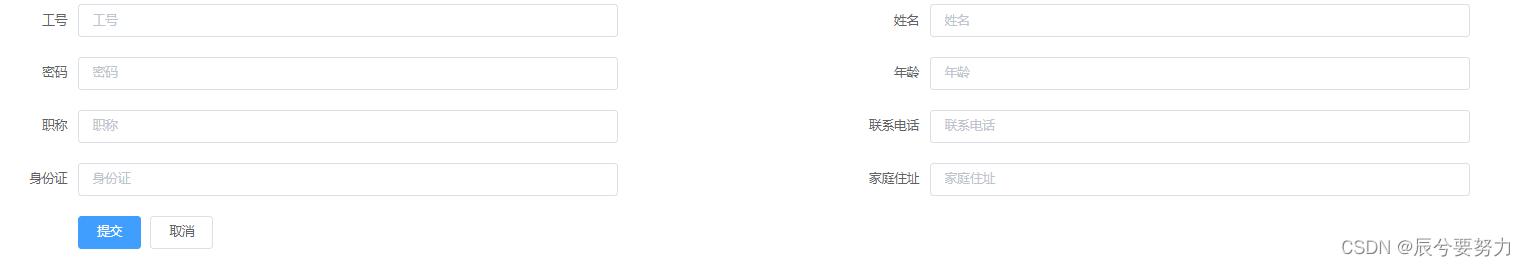 工号 工号 姓名 姓名
密码 密码 年龄 年龄
职称 职称 联系电话 联系电话
身份证 身份证 家庭住址 家庭住址
提交 取消
CSDN @辰兮要努力